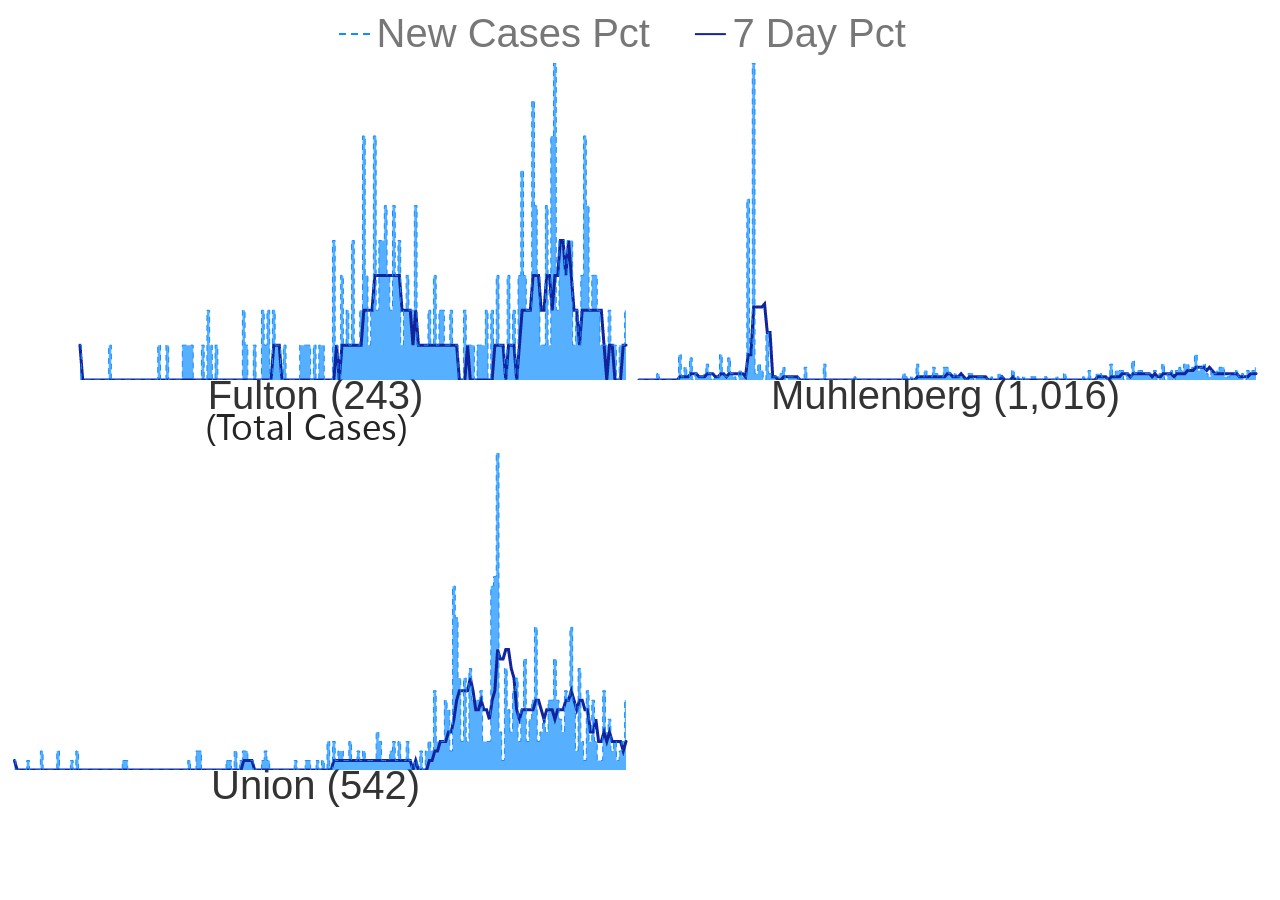 New Cases Pct 7 Day Pct
Fulton (243)
(Total Cases)
Muhlenberg (1,016)
Union (542)